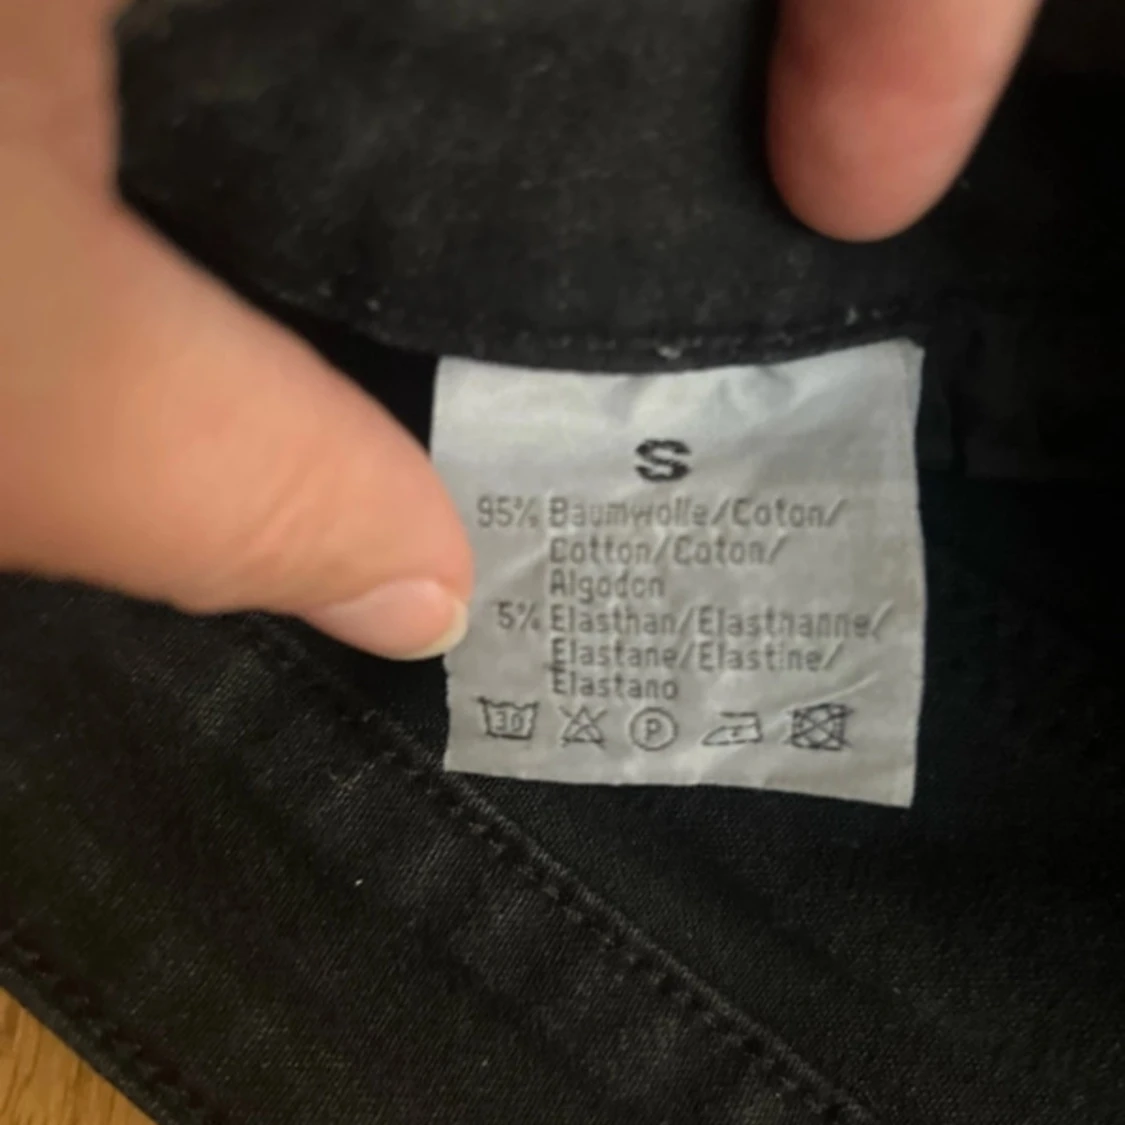 S
95% Baumwolle/Coton/
Cotton/Coton/
Algodon
5% Elasthan/Elasthanne/
Elastane/Elastine/
Elastano
30 P